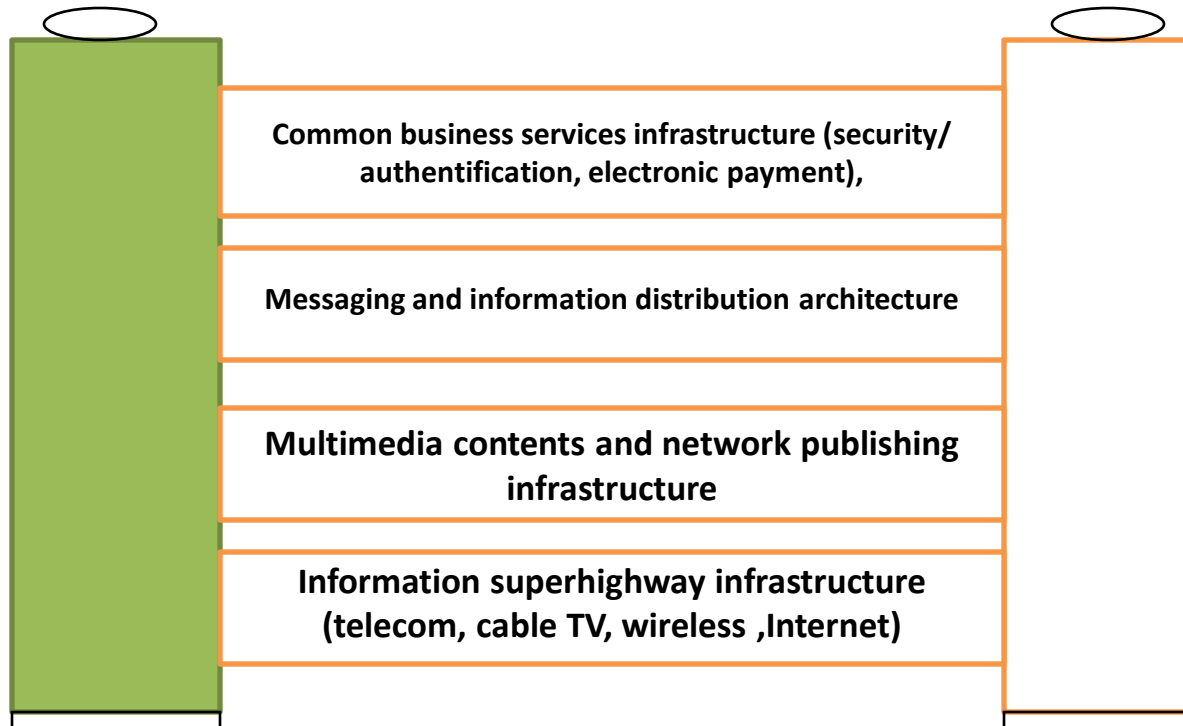 Common business services infrastructure (security/
authentification, electronic payment),
Messaging and information distribution architecture
Multimedia contents and network publishing
infrastructure
Information superhighway infrastructure
(telecom, cable TV, wireless ,Internet)